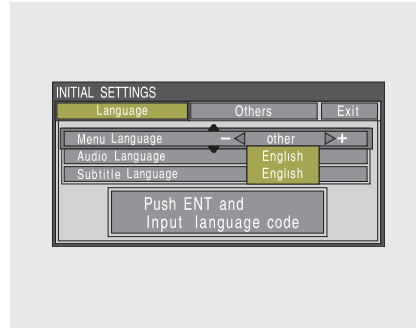 INITIAL SETTINGS
Language Others Exit
Menu Language – other +
Audio Language English
Subtitle Language English
Push ENT and
Input language code